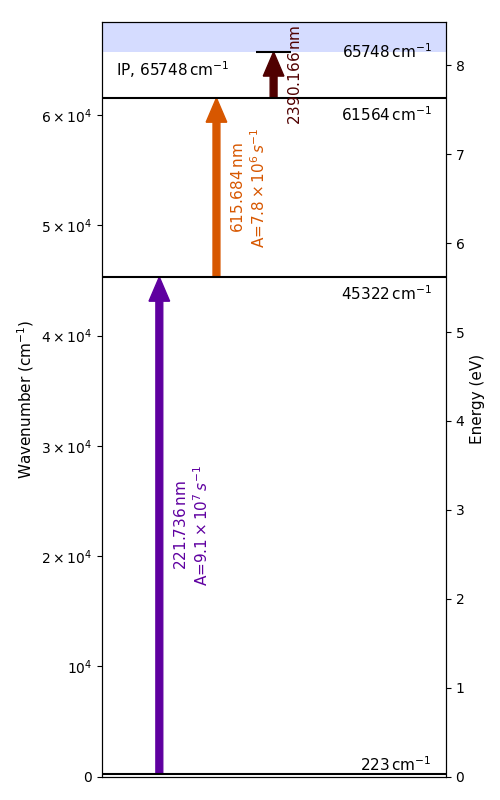 65748 cm⁻¹
IP, 65748 cm⁻¹
2390.166 nm
61564 cm⁻¹
615.684 nm
A=7.8 × 10⁶ s⁻¹
45322 cm⁻¹
221.736 nm
A=9.1 × 10⁷ s⁻¹
223 cm⁻¹
Wavenumber (cm⁻¹)
6 × 10⁴
5 × 10⁴
4 × 10⁴
3 × 10⁴
2 × 10⁴
10⁴
0
Energy (eV)
8
7
6
5
4
3
2
1
0